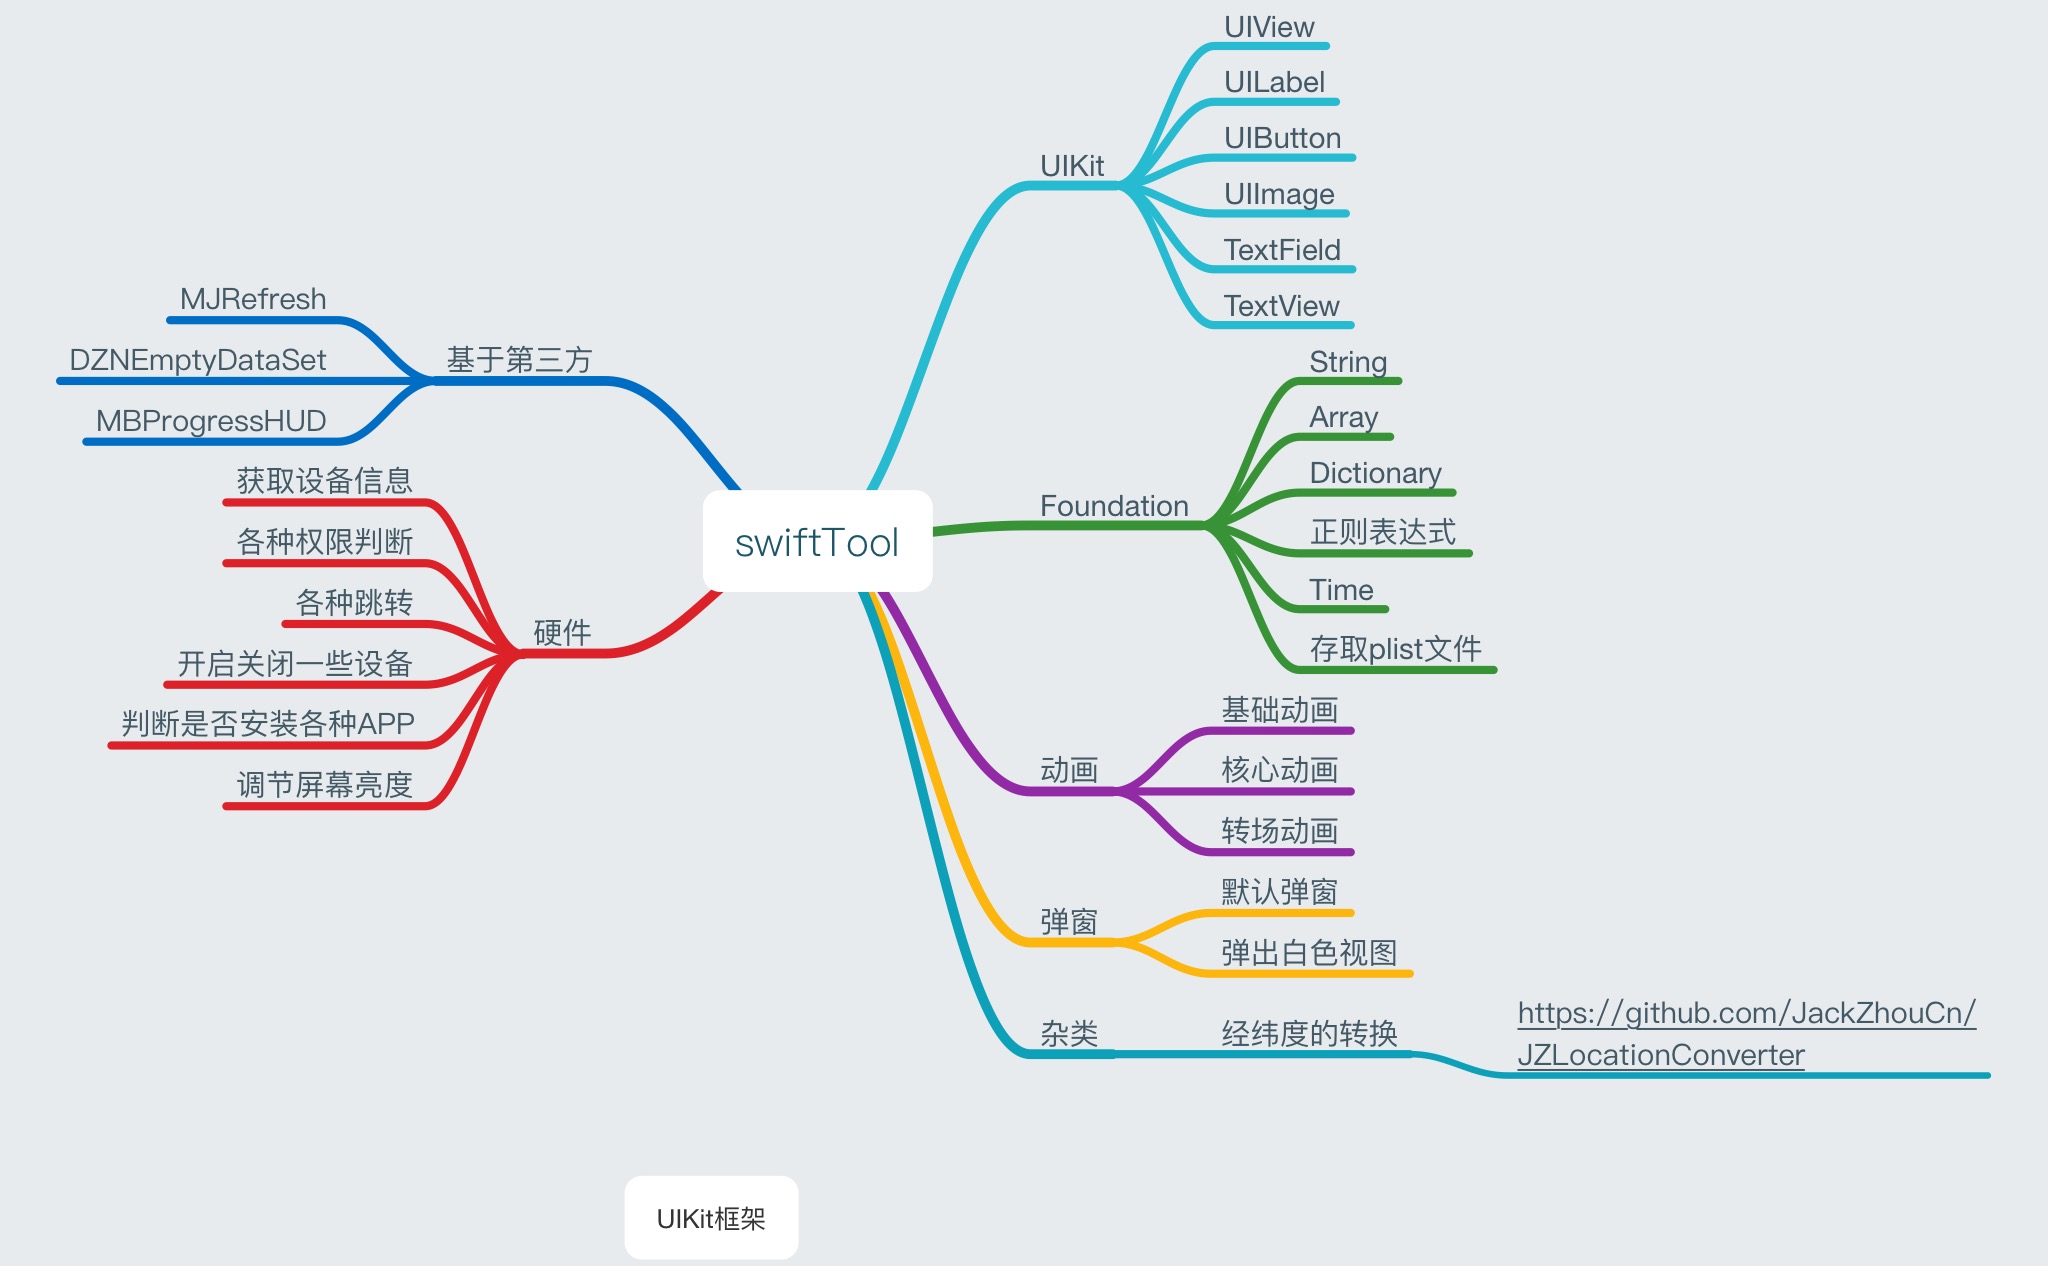 swiftTool
UIKit
UIView
UILabel
UIButton
UIImage
TextField
TextView
Foundation
String
Array
Dictionary
正则表达式
Time
存取plist文件
动画
基础动画
核心动画
转场动画
弹窗
默认弹窗
弹出白色视图
杂类
经纬度的转换
https://github.com/JackZhouCn/
JZLocationConverter
基于第三方
MJRefresh
DZNEmptyDataSet
MBProgressHUD
硬件
获取设备信息
各种权限判断
各种跳转
开启关闭一些设备
判断是否安装各种APP
调节屏幕亮度
UIKit框架